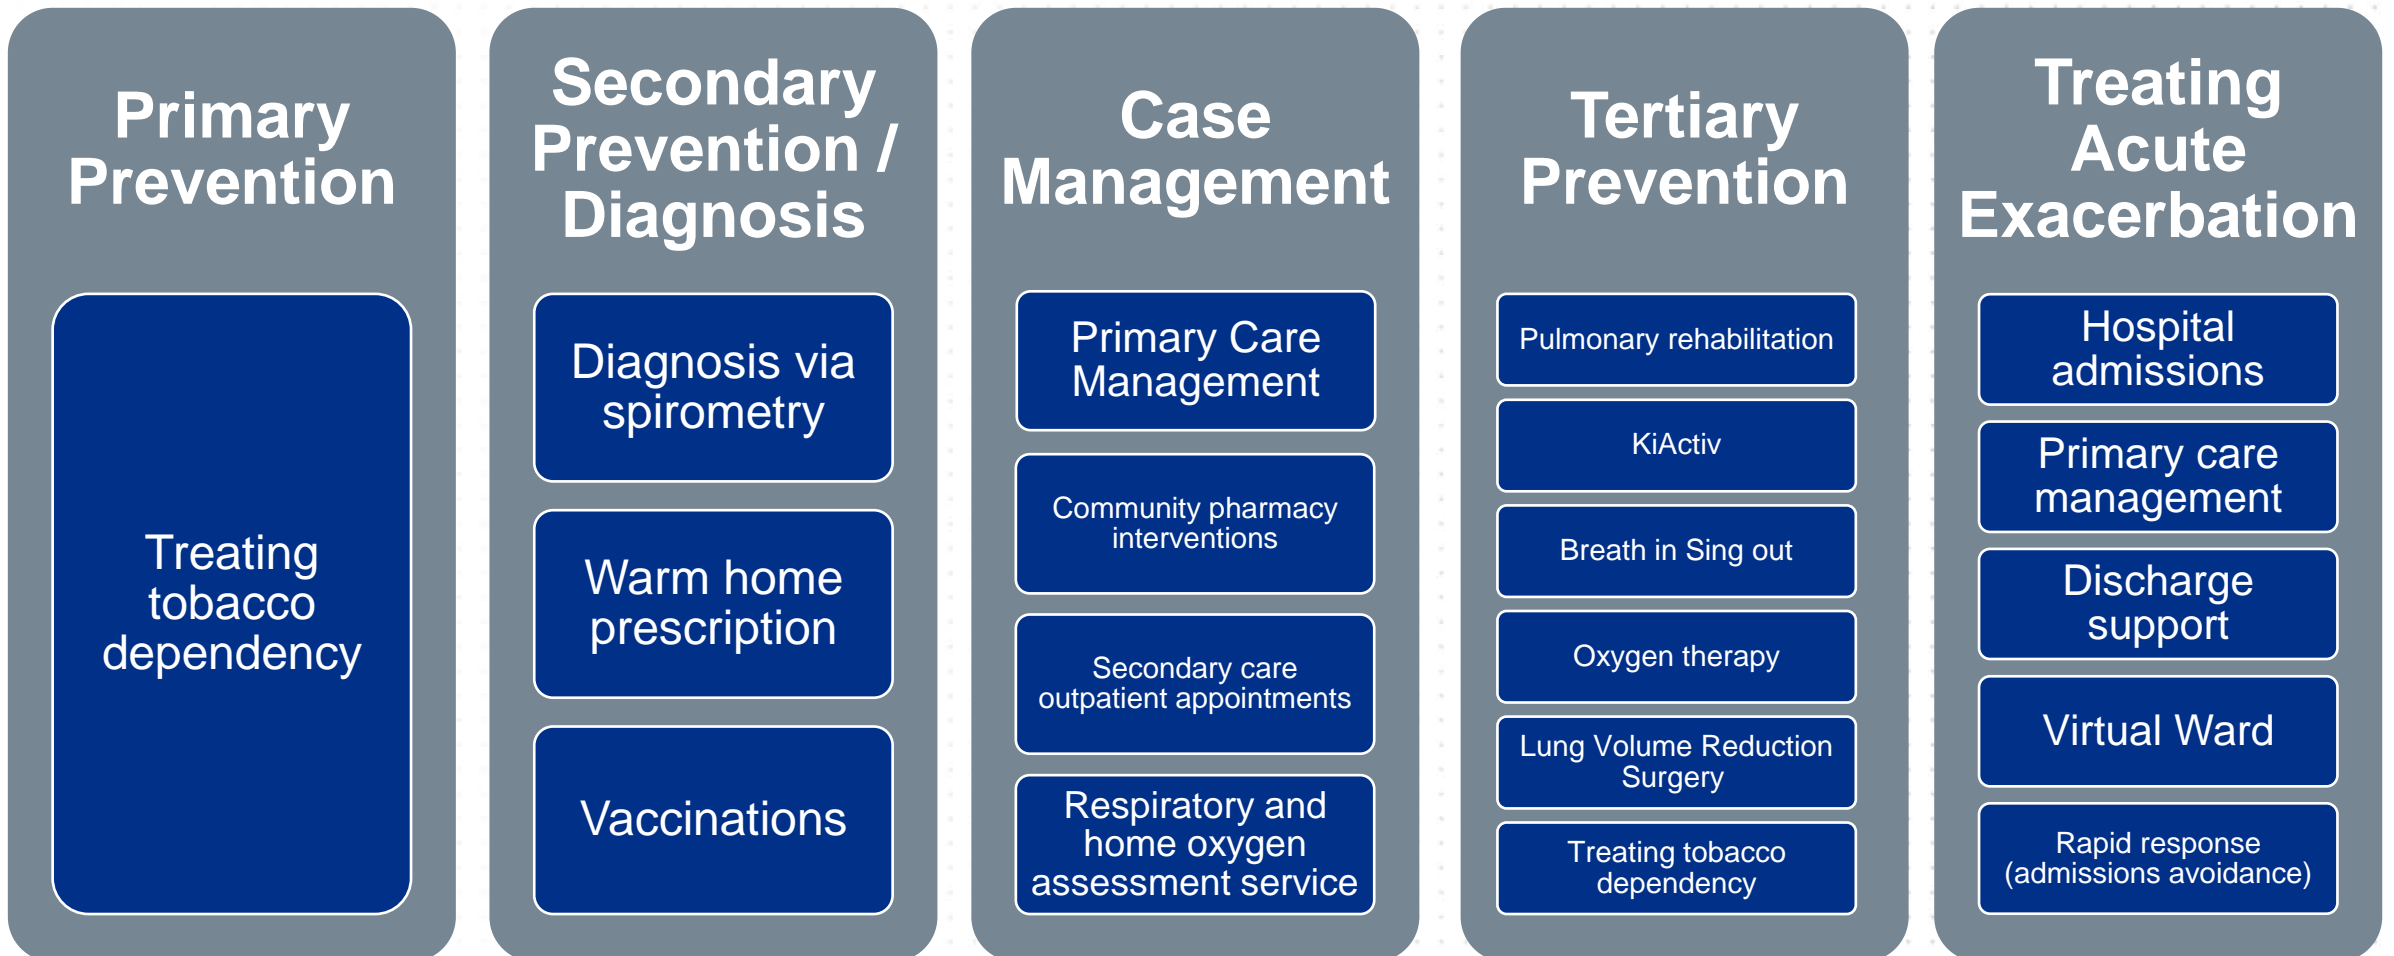 Primary
Prevention
Treating
tobacco
dependency
Secondary
Prevention /
Diagnosis
Diagnosis via
spirometry
Warm home
prescription
Vaccinations
Case
Management
Primary Care
Management
Community pharmacy
interventions
Secondary care
outpatient appointments
Respiratory and
home oxygen
assessment service
Tertiary
Prevention
Pulmonary rehabilitation
KiActiv
Breath in Sing out
Oxygen therapy
Lung Volume Reduction
Surgery
Treating tobacco
dependency
Treating
Acute
Exacerbation
Hospital
admissions
Primary care
management
Discharge
support
Virtual Ward
Rapid response
(admissions avoidance)